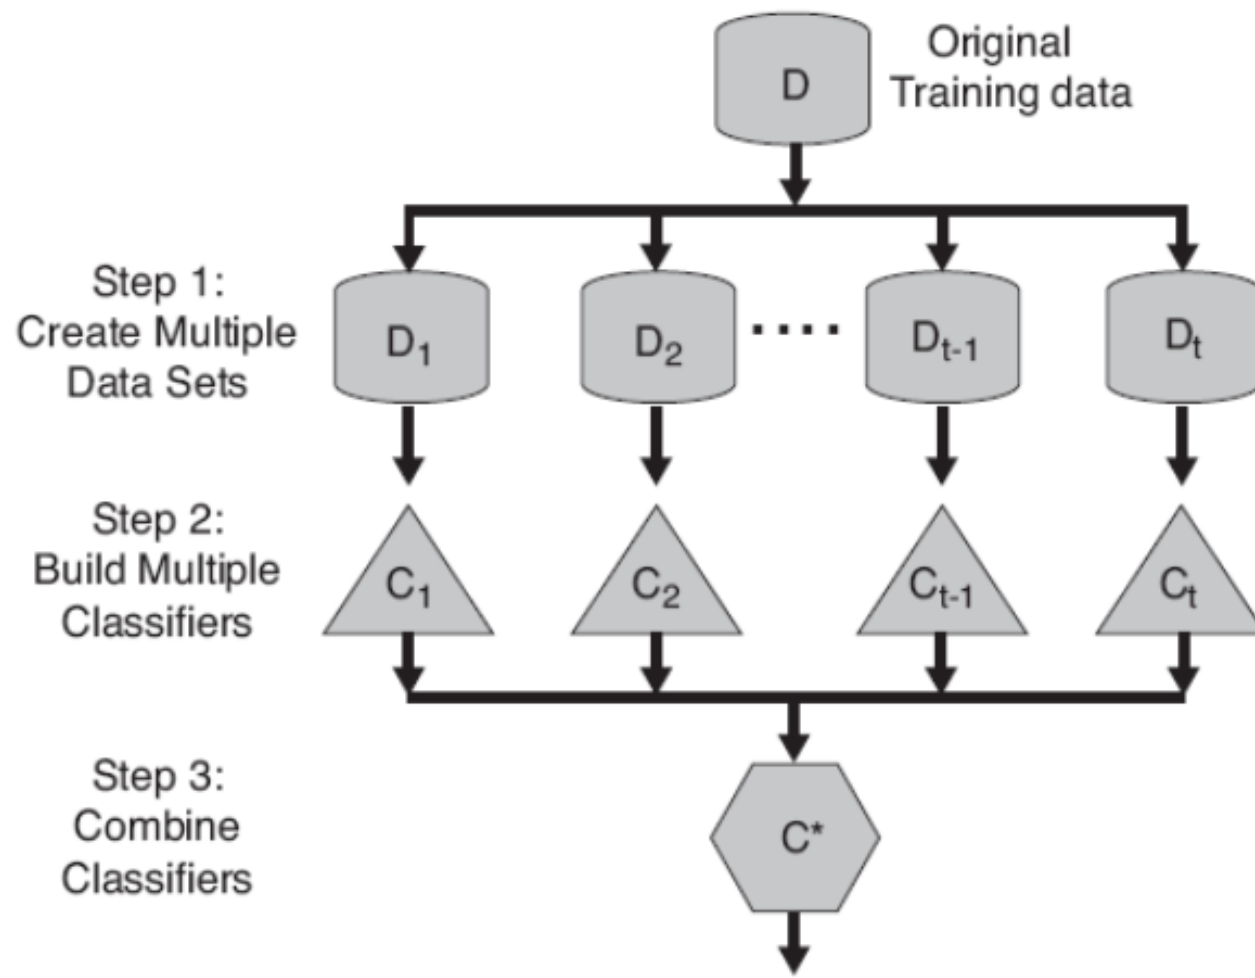 D
Original
Training data
Step 1:
Create Multiple
Data Sets
D₁
D₂
....
Dₜ₋₁
Dₜ
Step 2:
Build Multiple
Classifiers
C₁
C₂
Cₜ₋₁
Cₜ
Step 3:
Combine
Classifiers
C*